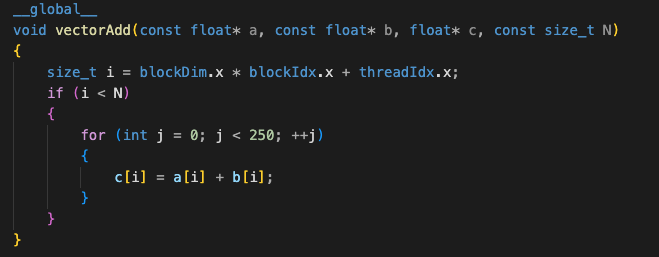 __global__
void vectorAdd(const float* a, const float* b, float* c, const size_t N)
{
    size_t i = blockDim.x * blockIdx.x + threadIdx.x;
    if (i < N)
    {
        for (int j = 0; j < 250; ++j)
        {
            c[i] = a[i] + b[i];
        }
    }
}